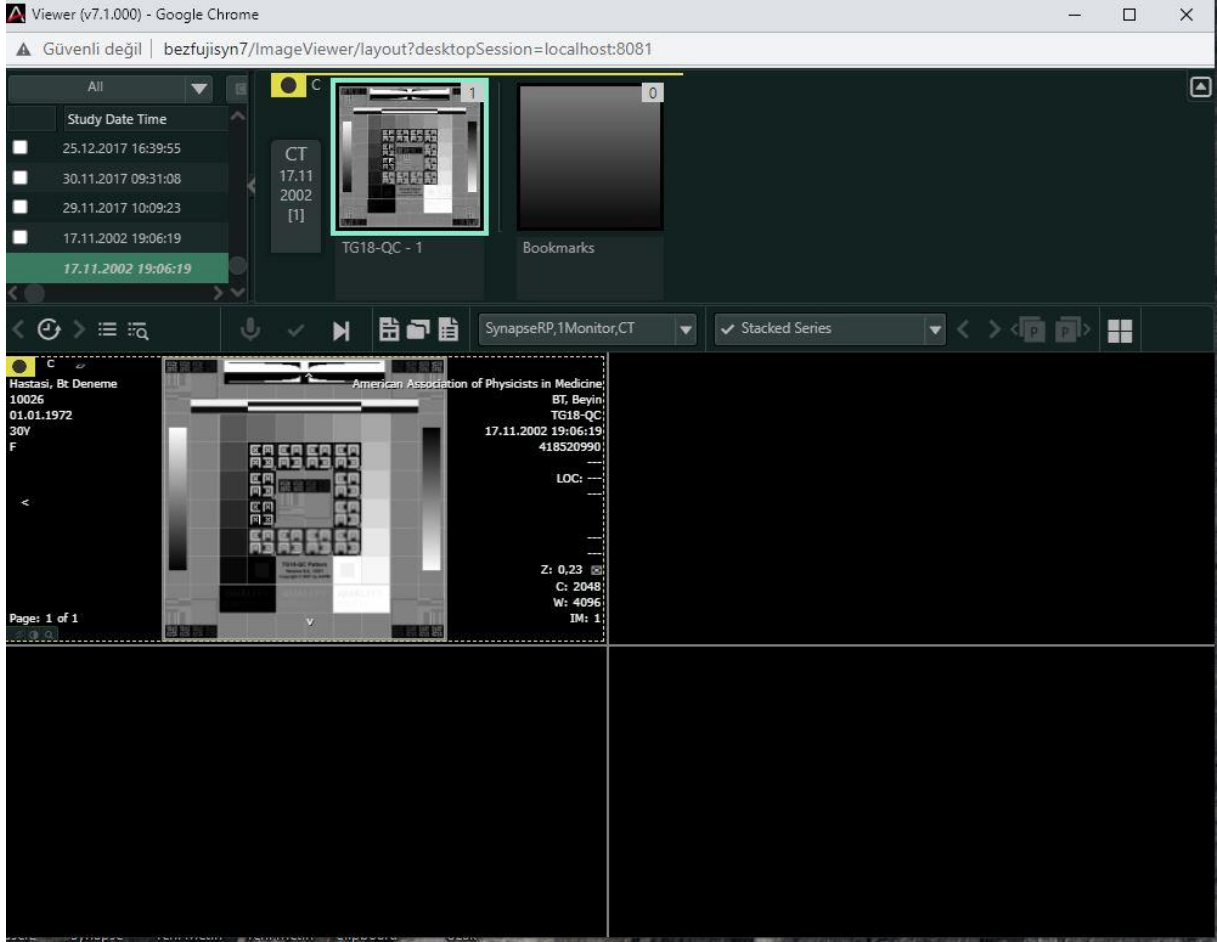 Viewer (v7.1.000) - Google Chrome
Güvenli değil | bezfujisyn7/ImageViewer/layout?desktopSession=localhost:8081
All
Study Date Time
25.12.2017 16:39:55
30.11.2017 09:31:08
29.11.2017 10:09:23
17.11.2002 19:06:19
17.11.2002 19:06:19
C
CT
17.11
2002
[1]
1
TG18-QC - 1
0
Bookmarks
SynapseRP,1Monitor,CT
Stacked Series
P
P
C
Hastasi, Bt Deneme
10026
01.01.1972
30Y
F
<
Page: 1 of 1
American Association of Physicists in Medicine
BT, Beyin
TG18-QC
17.11.2002 19:06:19
418520990
---
LOC: ---
---
---
---
Z: 0,23
C: 2048
W: 4096
IM: 1
TG18-QC Pattern
v